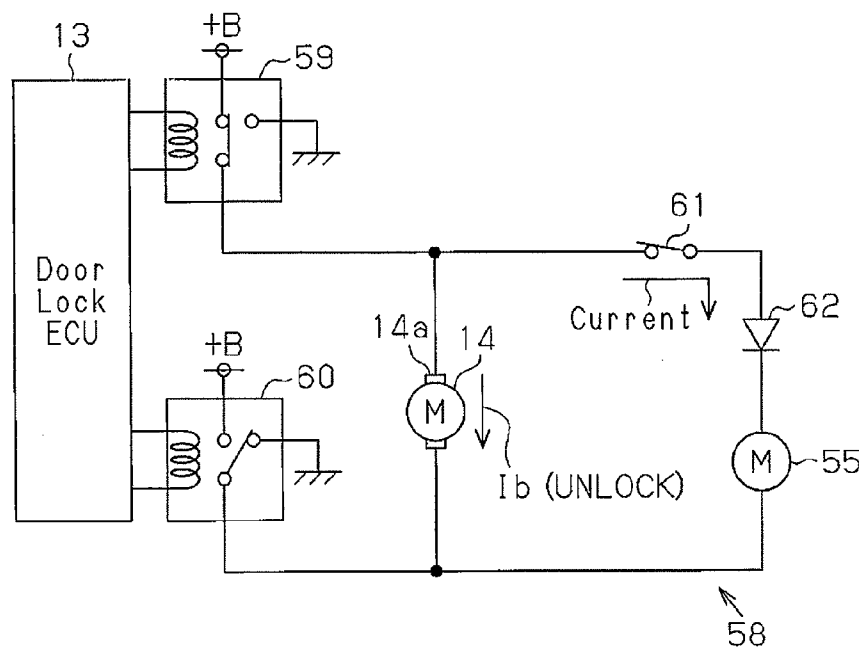 13
+B
59
61
Door
Lock
ECU
Current
62
+B
60
14a
14
M
M
55
Ib (UNLOCK)
58